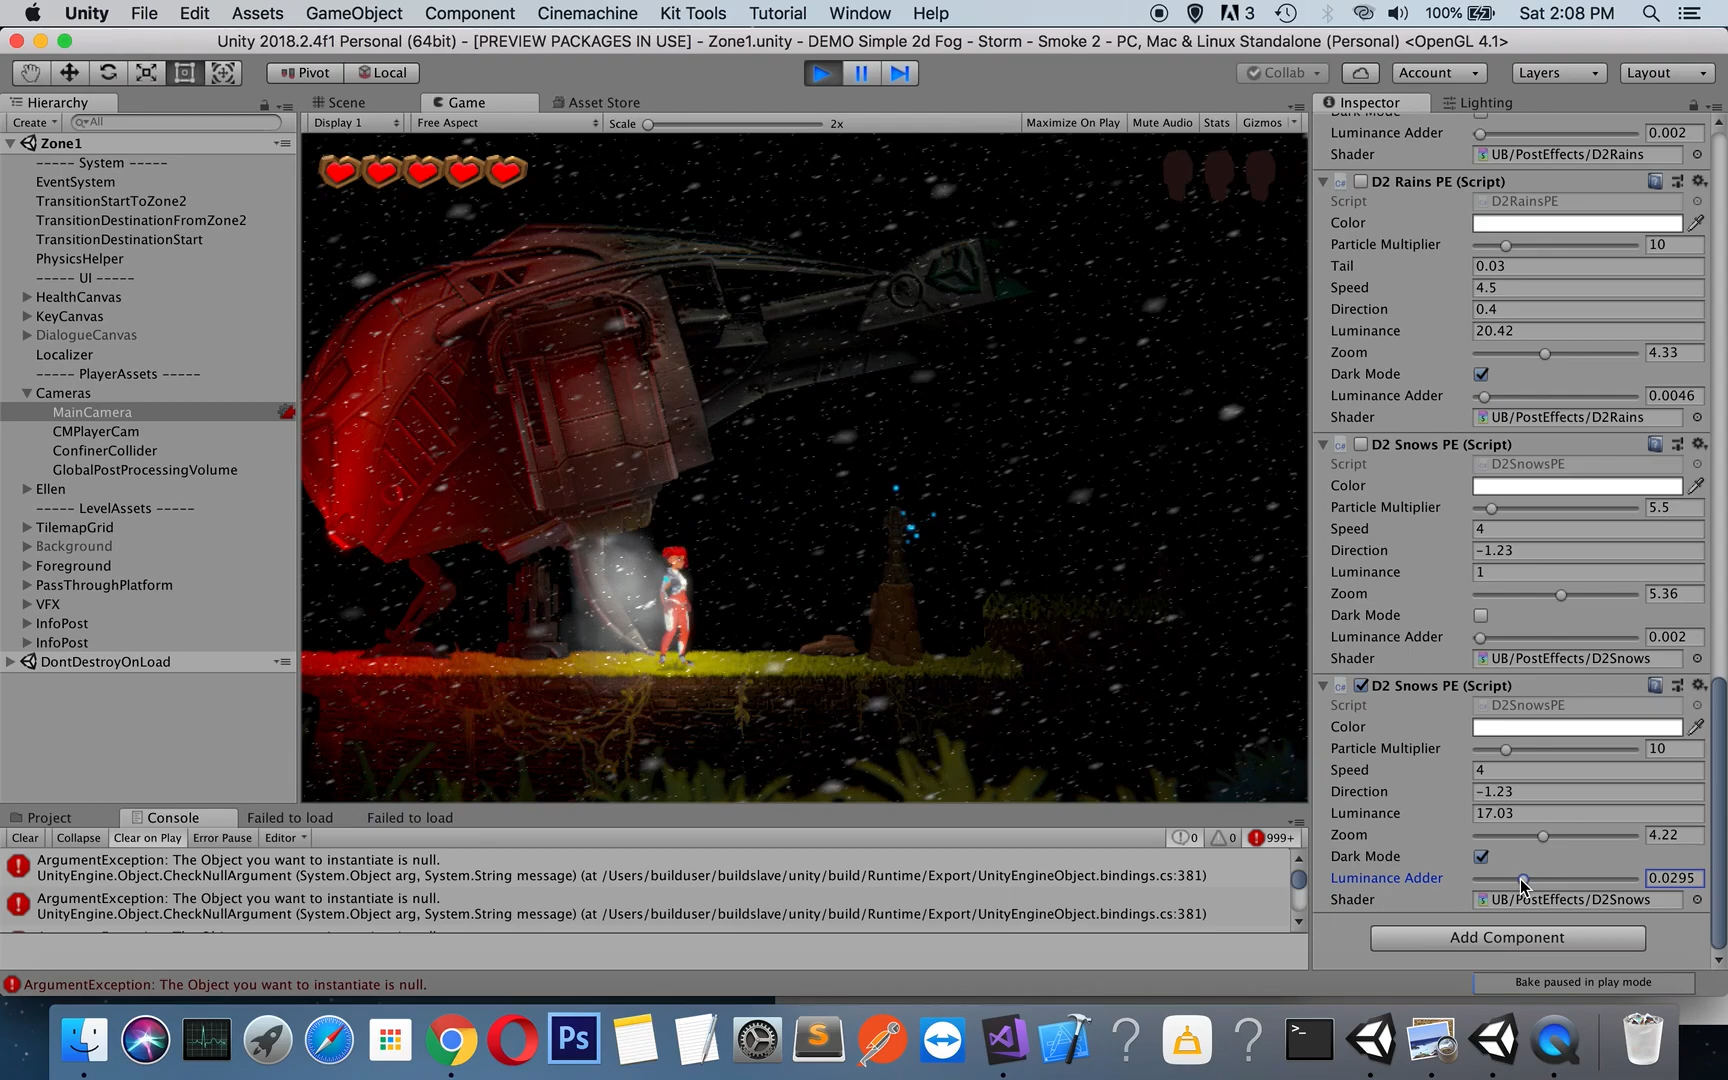 Unity File Edit Assets GameObject Component Cinemachine Kit Tools Tutorial Window Help 3 100% Sat 2:08 PM
Unity 2018.2.4f1 Personal (64bit) - [PREVIEW PACKAGES IN USE] - Zone1.unity - DEMO Simple 2d Fog - Storm - Smoke 2 - PC, Mac & Linux Standalone (Personal) <OpenGL 4.1>
Pivot Local Collab Account Layers Layout
Hierarchy Scene Game Asset Store Inspector Lighting
Create All Display 1 Free Aspect Scale 2x Maximize On Play Mute Audio Stats Gizmos
Zone1
----- System -----
EventSystem
TransitionStartToZone2
TransitionDestinationFromZone2
TransitionDestinationStart
PhysicsHelper
----- UI -----
HealthCanvas
KeyCanvas
DialogueCanvas
Localizer
----- PlayerAssets -----
Cameras
MainCamera
CMPlayerCam
ConfinerCollider
GlobalPostProcessingVolume
Ellen
----- LevelAssets -----
TilemapGrid
Background
Foreground
PassThroughPlatform
VFX
InfoPost
InfoPost
DontDestroyOnLoad
Dark Mode
Luminance Adder 0.002
Shader UB/PostEffects/D2Rains
D2 Rains PE (Script)
Script D2RainsPE
Color
Particle Multiplier 10
Tail 0.03
Speed 4.5
Direction 0.4
Luminance 20.42
Zoom 4.33
Dark Mode
Luminance Adder 0.0046
Shader UB/PostEffects/D2Rains
D2 Snows PE (Script)
Script D2SnowsPE
Color
Particle Multiplier 5.5
Speed 4
Direction -1.23
Luminance 1
Zoom 5.36
Dark Mode
Luminance Adder 0.002
Shader UB/PostEffects/D2Snows
D2 Snows PE (Script)
Script D2SnowsPE
Color
Particle Multiplier 10
Speed 4
Direction -1.23
Luminance 17.03
Zoom 4.22
Dark Mode
Luminance Adder 0.0295
Shader UB/PostEffects/D2Snows
Add Component
Project Console Failed to load Failed to load
Clear Collapse Clear on Play Error Pause Editor 0 0 999+
ArgumentException: The Object you want to instantiate is null.
UnityEngine.Object.CheckNullArgument (System.Object arg, System.String message) (at /Users/builduser/buildslave/unity/build/Runtime/Export/UnityEngineObject.bindings.cs:381)
ArgumentException: The Object you want to instantiate is null.
UnityEngine.Object.CheckNullArgument (System.Object arg, System.String message) (at /Users/builduser/buildslave/unity/build/Runtime/Export/UnityEngineObject.bindings.cs:381)
ArgumentException: The Object you want to instantiate is null.
Bake paused in play mode
Ps S ? ?